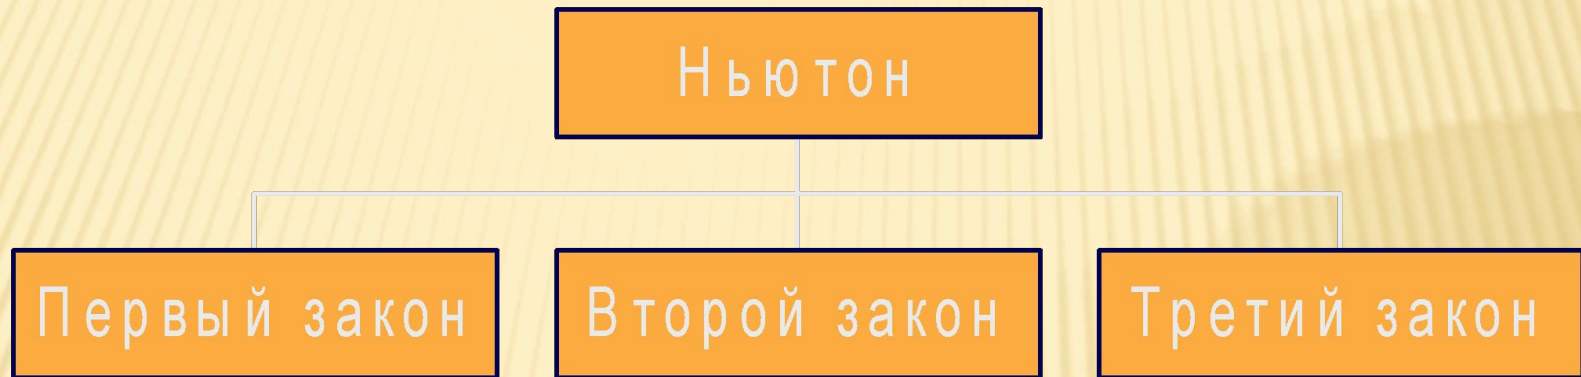 Ньютон
Первый закон
Второй закон
Третий закон